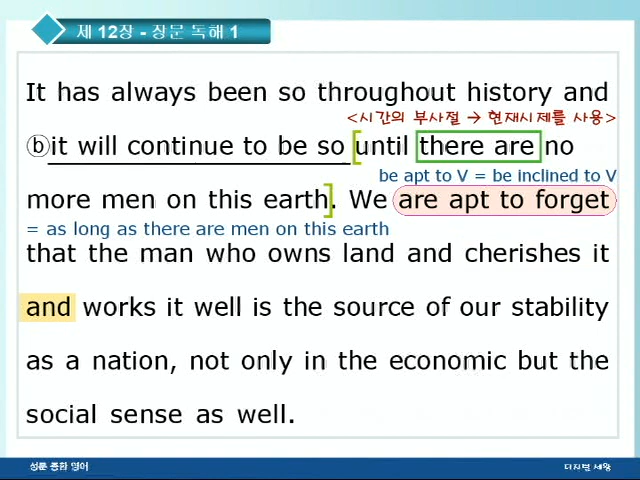 제 12장 - 장문 독해 1
It has always been so throughout history and
<시간의 부사절 → 현재시제를 사용>
ⓑit will continue to be so [until there are no
be apt to V = be inclined to V
more men on this earth]. We are apt to forget
= as long as there are men on this earth
that the man who owns land and cherishes it
and works it well is the source of our stability
as a nation, not only in the economic but the
social sense as well.
성문 종합 영어
디지털 세상